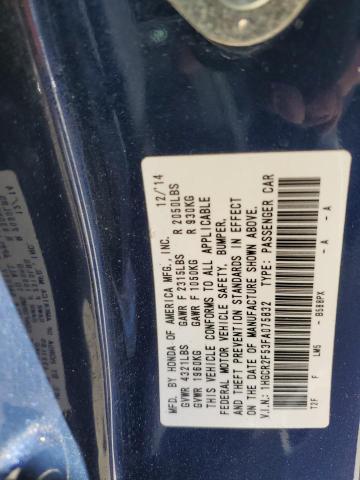 MFD. BY HONDA OF AMERICA MFG., INC. 12/'14
GVWR 4321LBS GAWR F 2315LBS R 2050LBS
GVWR 1960KG GAWR F 1050KG R 930KG
THIS VEHICLE CONFORMS TO ALL APPLICABLE
FEDERAL MOTOR VEHICLE SAFETY, BUMPER,
AND THEFT PREVENTION STANDARDS IN EFFECT
ON THE DATE OF MANUFACTURE SHOWN ABOVE.
V.I.N.: 1HGCR2F53FA075832 TYPE: PASSENGER CAR
T2F F LM5 - B588PX - A - A